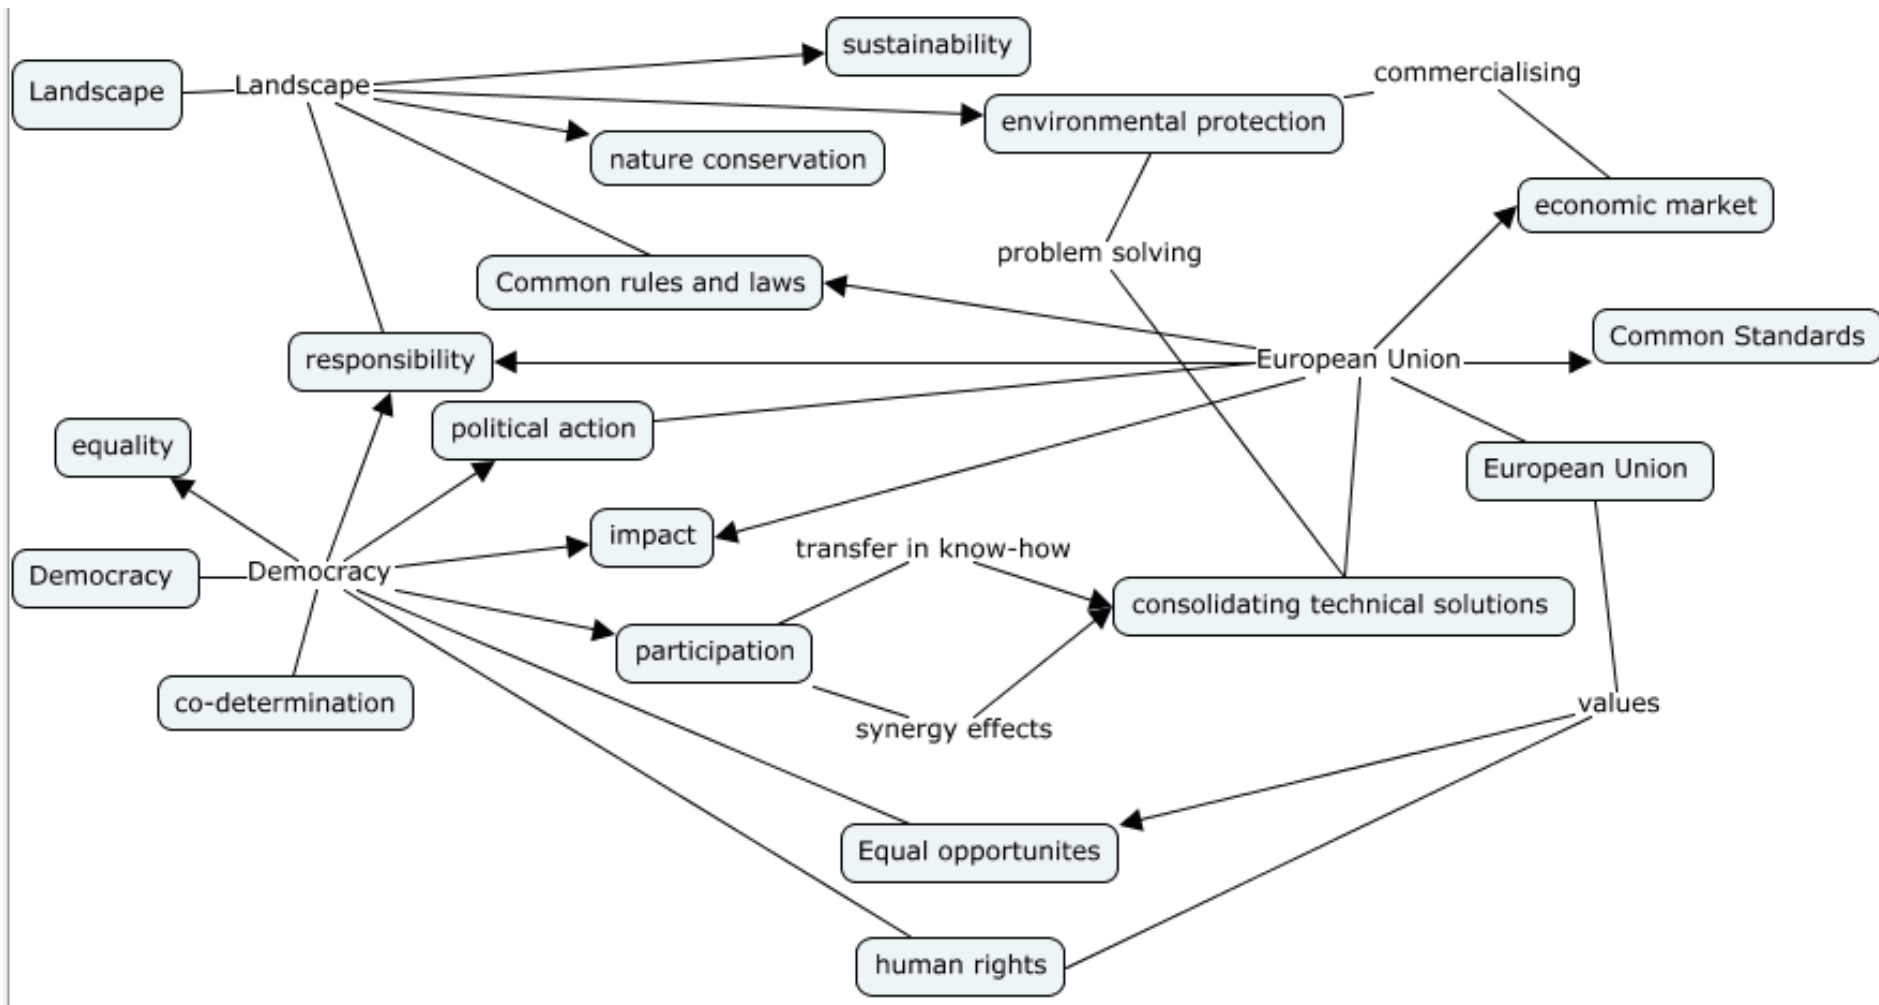 sustainability
commercialising
Landscape
Landscape
environmental protection
nature conservation
economic market
problem solving
Common rules and laws
Common Standards
responsibility
European Union
political action
equality
European Union
impact
transfer in know-how
Democracy
Democracy
consolidating technical solutions
participation
co-determination
values
synergy effects
Equal opportunites
human rights